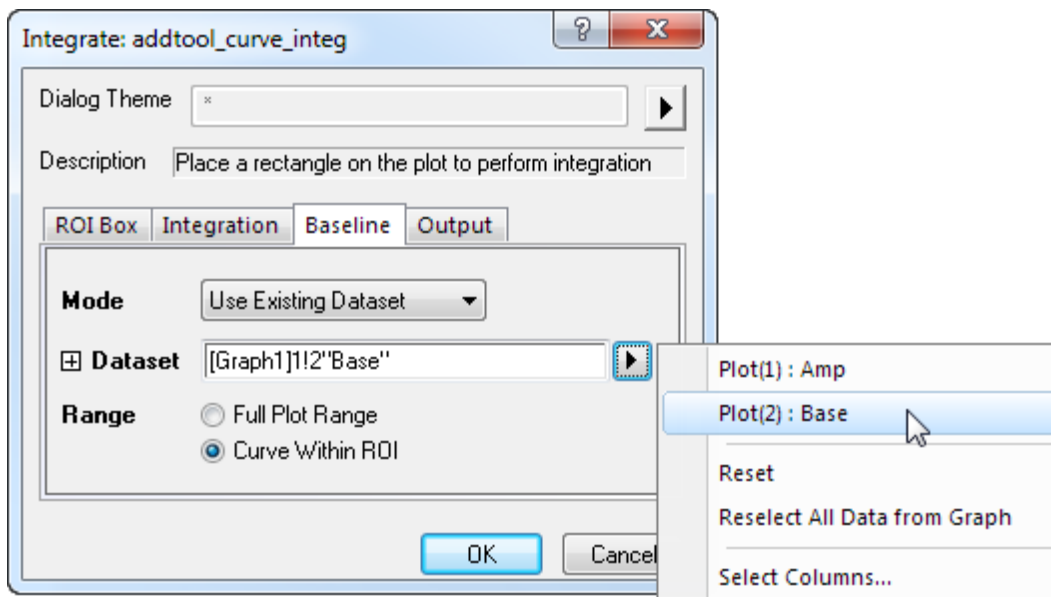 Integrate: addtool_curve_integ
?
X
Dialog Theme *
Description Place a rectangle on the plot to perform integration
ROI Box Integration Baseline Output
Mode Use Existing Dataset
Dataset [Graph1]1!2"Base"
Range Full Plot Range
Curve Within ROI
OK Cancel
Plot(1) : Amp
Plot(2) : Base
Reset
Reselect All Data from Graph
Select Columns...